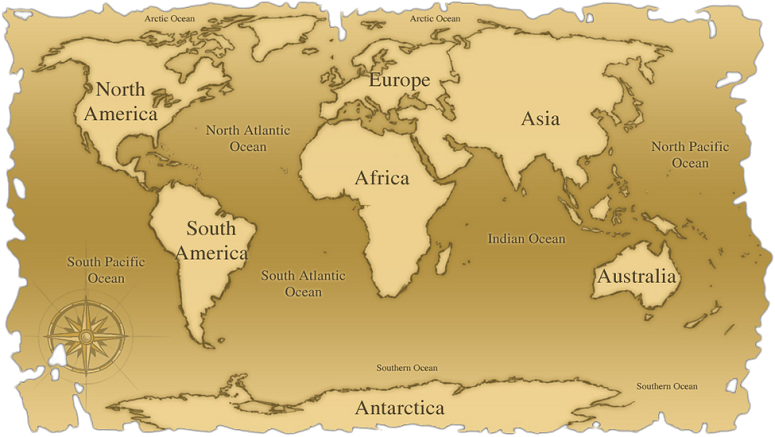 Arctic Ocean
Arctic Ocean
North
America
Europe
Asia
North Atlantic
Ocean
North Pacific
Ocean
Africa
South
America
Indian Ocean
South Pacific
Ocean
South Atlantic
Ocean
Australia
Southern Ocean
Southern Ocean
Antarctica